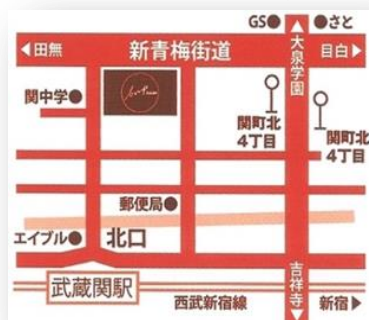 GS● ●さと
◀田無 新青梅街道 目白▶
▲大泉学園
関中学●
関町北
4丁目
関町北
4丁目
郵便局●
エイブル● 北口
武蔵関駅
西武新宿線
吉祥寺▼
新宿▶